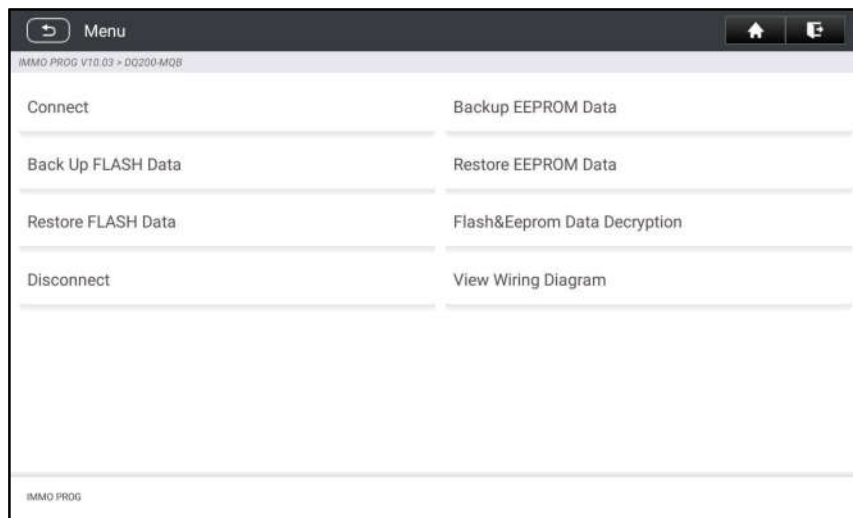 Menu
IMMO PROG V10.03 > DQ200-MQB
Connect
Backup EEPROM Data
Back Up FLASH Data
Restore EEPROM Data
Restore FLASH Data
Flash&Eeprom Data Decryption
Disconnect
View Wiring Diagram
IMMO PROG